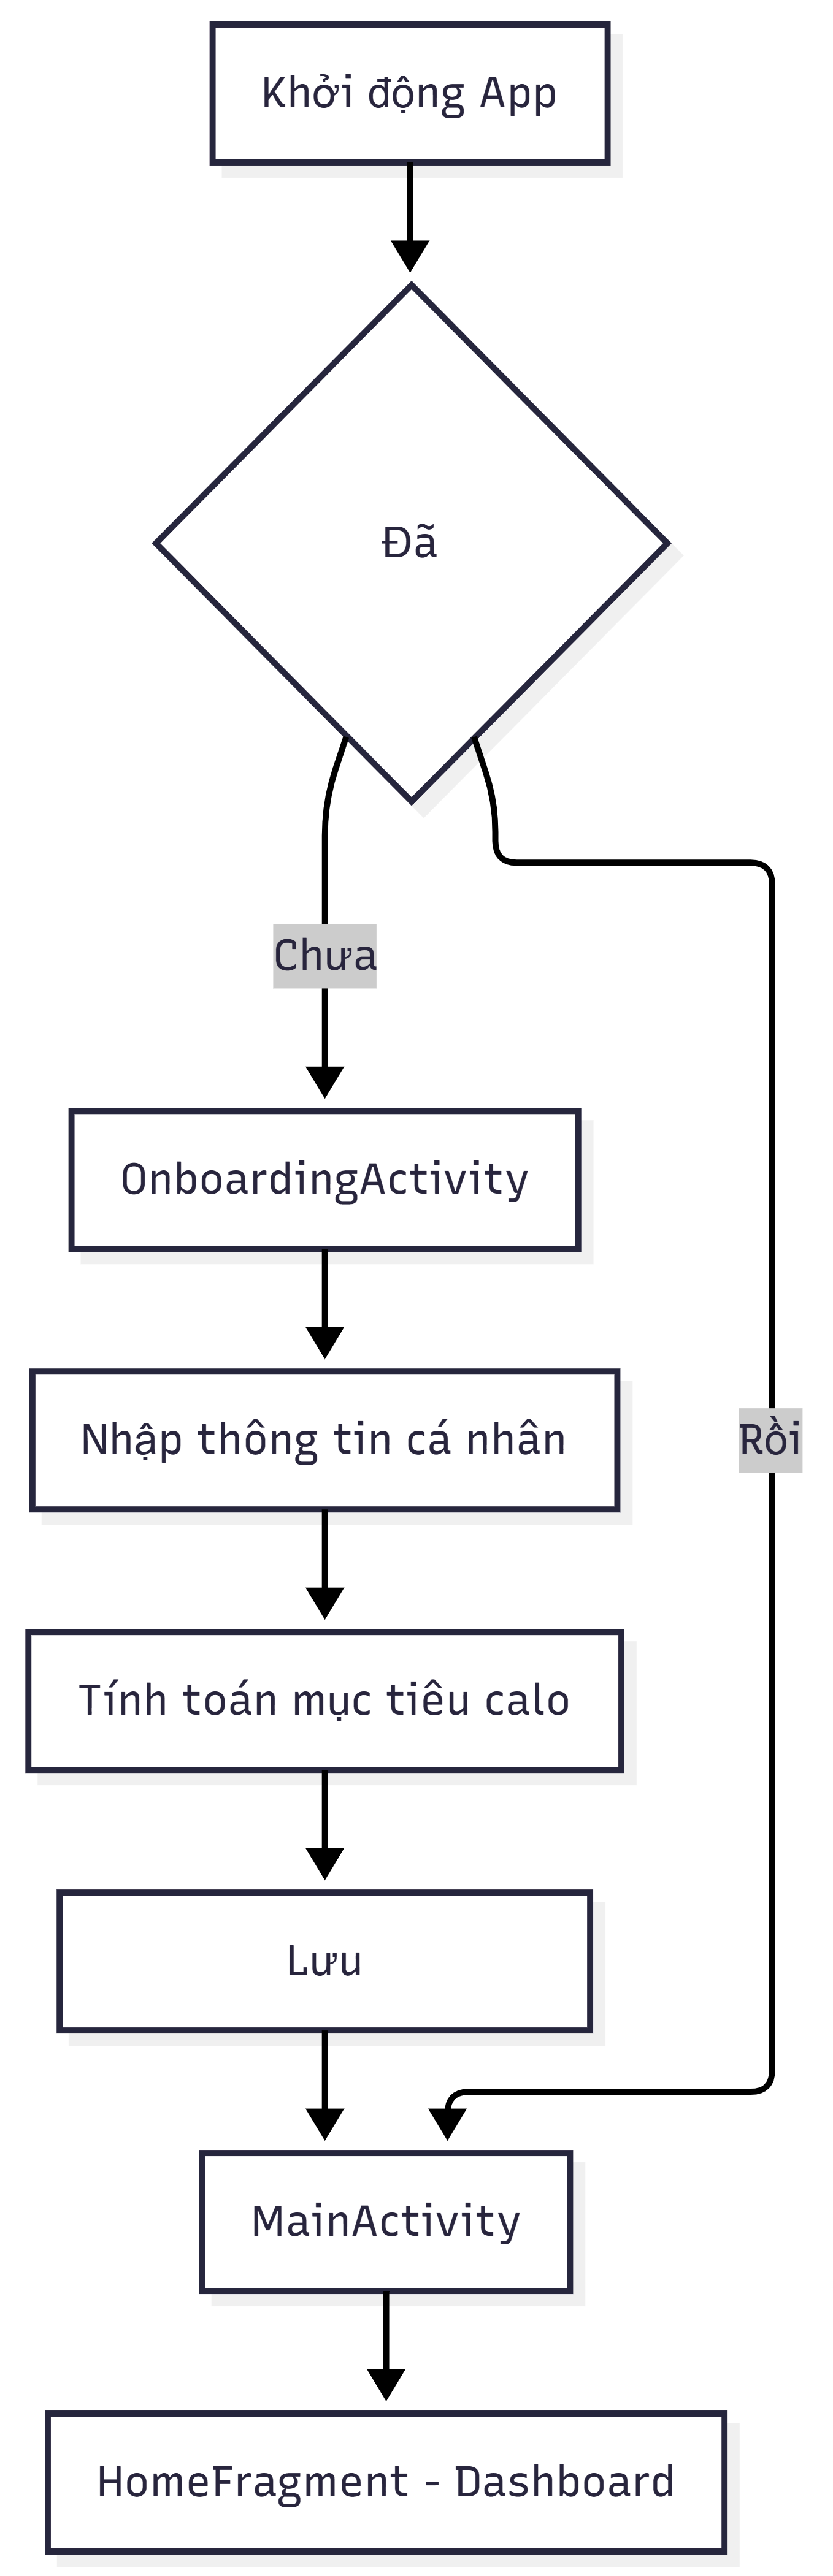 Khởi động App
Đã
Chưa
OnboardingActivity
Nhập thông tin cá nhân
Rồi
Tính toán mục tiêu calo
Lưu
MainActivity
HomeFragment - Dashboard